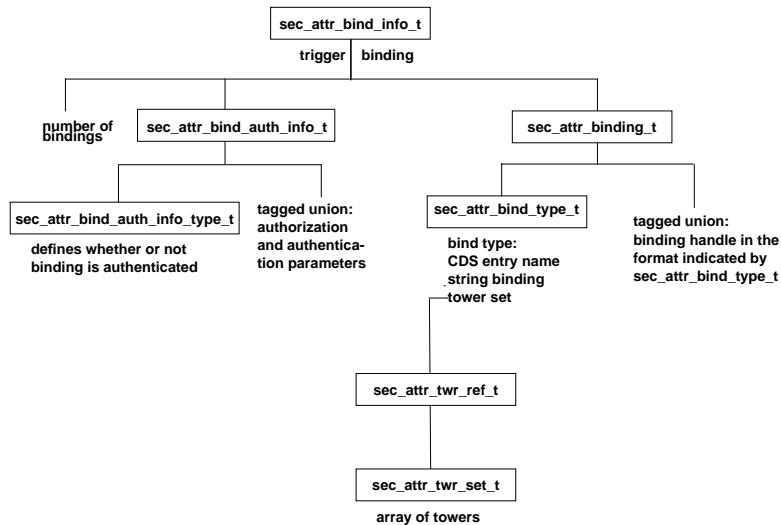 sec_attr_bind_info_t
trigger binding
number of
bindings
sec_attr_bind_auth_info_t
sec_attr_binding_t
sec_attr_bind_auth_info_type_t
defines whether or not
binding is authenticated
tagged union:
authorization
and authentica-
tion parameters
sec_attr_bind_type_t
bind type:
CDS entry name
string binding
tower set
tagged union:
binding handle in the
format indicated by
sec_attr_bind_type_t
sec_attr_twr_ref_t
sec_attr_twr_set_t
array of towers